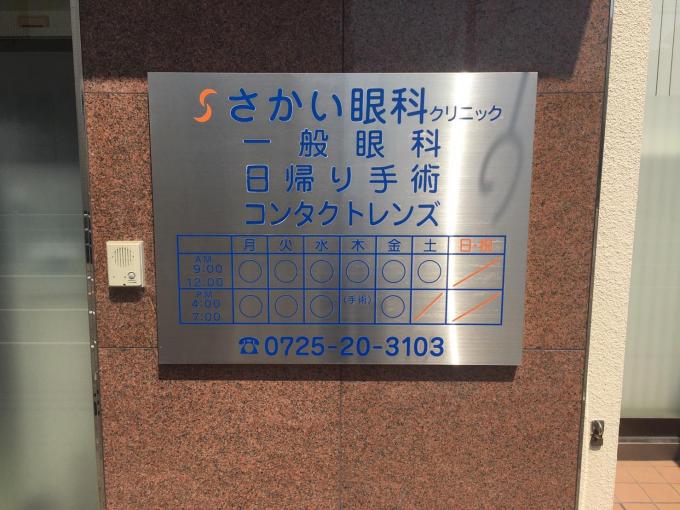 さかい眼科クリニック
一般眼科
日帰り手術
コンタクトレンズ
月 火 水 木 金 土 日・祝
AM 9:00 12:00 ○ ○ ○ ○ ○ ○ ／
PM 4:00 7:00 ○ ○ ○ (手術) ○ ／ ／
☎0725-20-3103